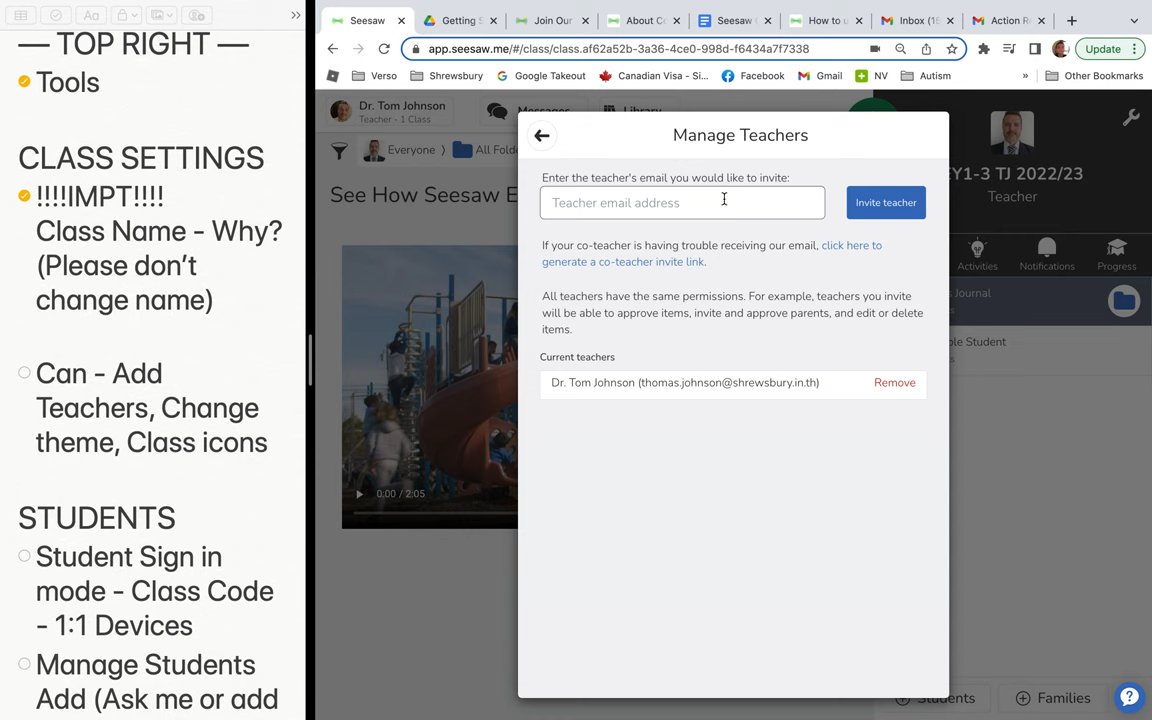 — TOP RIGHT —
Tools
CLASS SETTINGS
!!!!IMPT!!!!
Class Name - Why?
(Please don't
change name)
Can - Add
Teachers, Change
theme, Class icons
STUDENTS
Student Sign in
mode - Class Code
- 1:1 Devices
Manage Students
Add (Ask me or add
Seesaw
Getting S
Join Our
About Co
Seesaw
How to u
Inbox (15
Action R
app.seesaw.me/#/class/class.af62a52b-3a36-4ce0-998d-f6434a7f7338
Update
Verso
Shrewsbury
Google Takeout
Canadian Visa - Si...
Facebook
Gmail
NV
Autism
»
Other Bookmarks
Dr. Tom Johnson
Teacher - 1 Class
Messages
Library
Everyone
All Folde
See How Seesaw E
0:00 / 2:05
Manage Teachers
Enter the teacher's email you would like to invite:
Teacher email address
Invite teacher
If your co-teacher is having trouble receiving our email, click here to
generate a co-teacher invite link.
All teachers have the same permissions. For example, teachers you invite
will be able to approve items, invite and approve parents, and edit or delete
items.
Current teachers
Dr. Tom Johnson (thomas.johnson@shrewsbury.in.th)
Remove
EY1-3 TJ 2022/23
Teacher
Activities
Notifications
Progress
Journal
ple Student
Students
Families